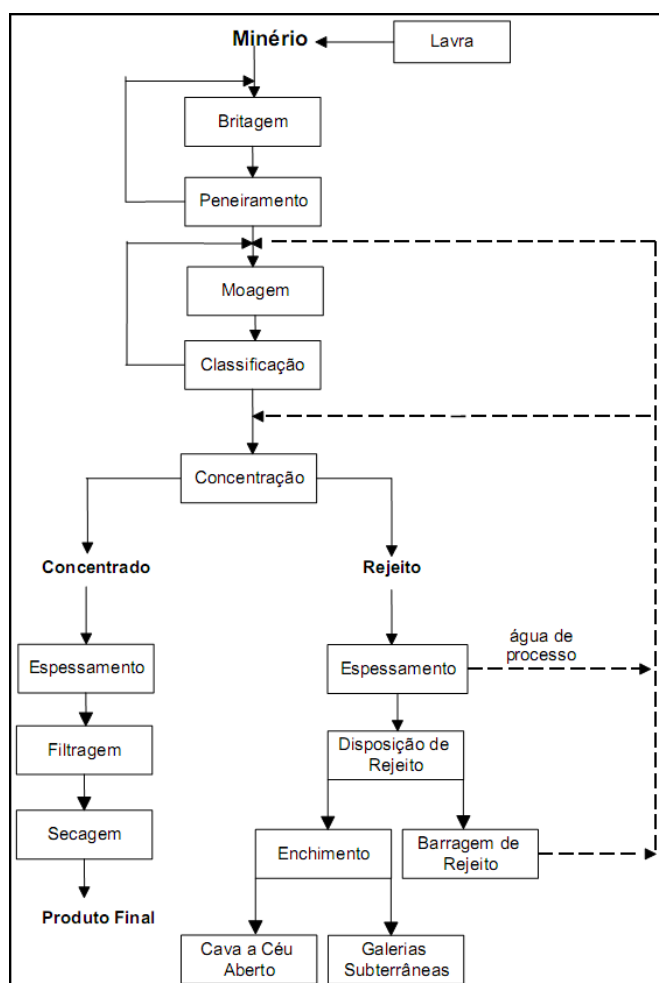 Minério
Lavra
Britagem
Peneiramento
Moagem
Classificação
Concentração
Concentrado
Rejeito
água de
processo
Espessamento
Espessamento
Filtragem
Disposição de
Rejeito
Secagem
Enchimento
Barragem de
Rejeito
Produto Final
Cava a Céu
Aberto
Galerias
Subterrâneas